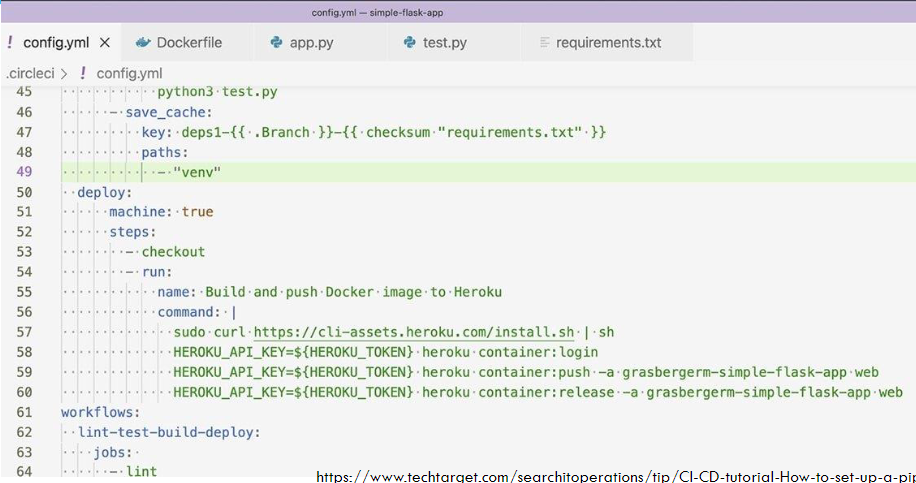 config.yml — simple-flask-app
! config.yml × Dockerfile app.py test.py requirements.txt
.circleci > ! config.yml
45 python3 test.py
46 - save_cache:
47 key: deps1-{{ .Branch }}-{{ checksum "requirements.txt" }}
48 paths:
49 - "venv"
50 deploy:
51 machine: true
52 steps:
53 - checkout
54 - run:
55 name: Build and push Docker image to Heroku
56 command: |
57 sudo curl https://cli-assets.heroku.com/install.sh | sh
58 HEROKU_API_KEY=${HEROKU_TOKEN} heroku container:login
59 HEROKU_API_KEY=${HEROKU_TOKEN} heroku container:push -a grasbergerm-simple-flask-app web
60 HEROKU_API_KEY=${HEROKU_TOKEN} heroku container:release -a grasbergerm-simple-flask-app web
61 workflows:
62 lint-test-build-deploy:
63 jobs:
64 - lint
https://www.techtarget.com/searchitoperations/tip/CI-CD-tutorial-How-to-set-up-a-pip